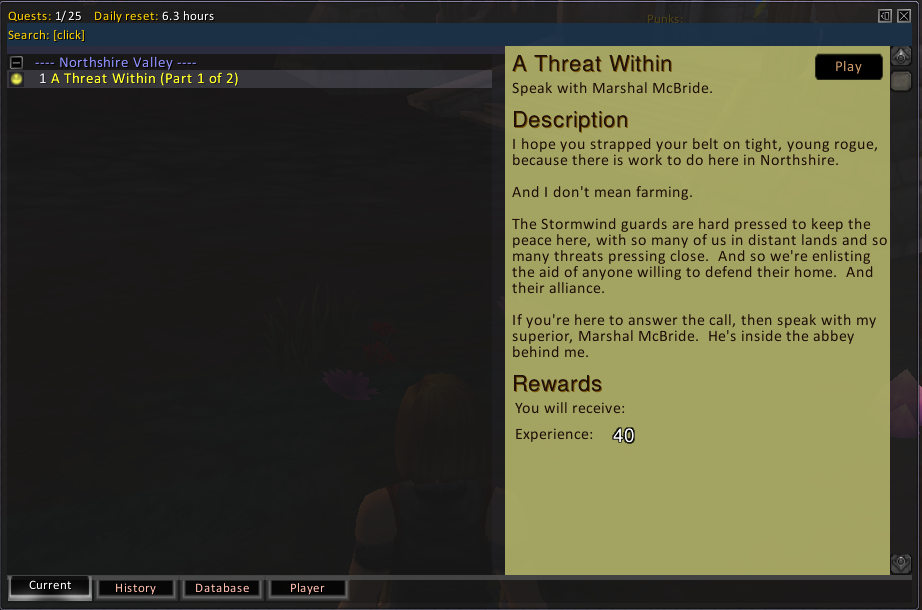 Quests: 1/25 Daily reset: 6.3 hours
Punks:
Search: [click]
---- Northshire Valley ----
1 A Threat Within (Part 1 of 2)
A Threat Within
Play
Speak with Marshal McBride.
Description
I hope you strapped your belt on tight, young rogue,
because there is work to do here in Northshire.
And I don't mean farming.
The Stormwind guards are hard pressed to keep the
peace here, with so many of us in distant lands and so
many threats pressing close.  And so we're enlisting
the aid of anyone willing to defend their home.  And
their alliance.
If you're here to answer the call, then speak with my
superior, Marshal McBride.  He's inside the abbey
behind me.
Rewards
You will receive:
Experience: 40
Current History Database Player